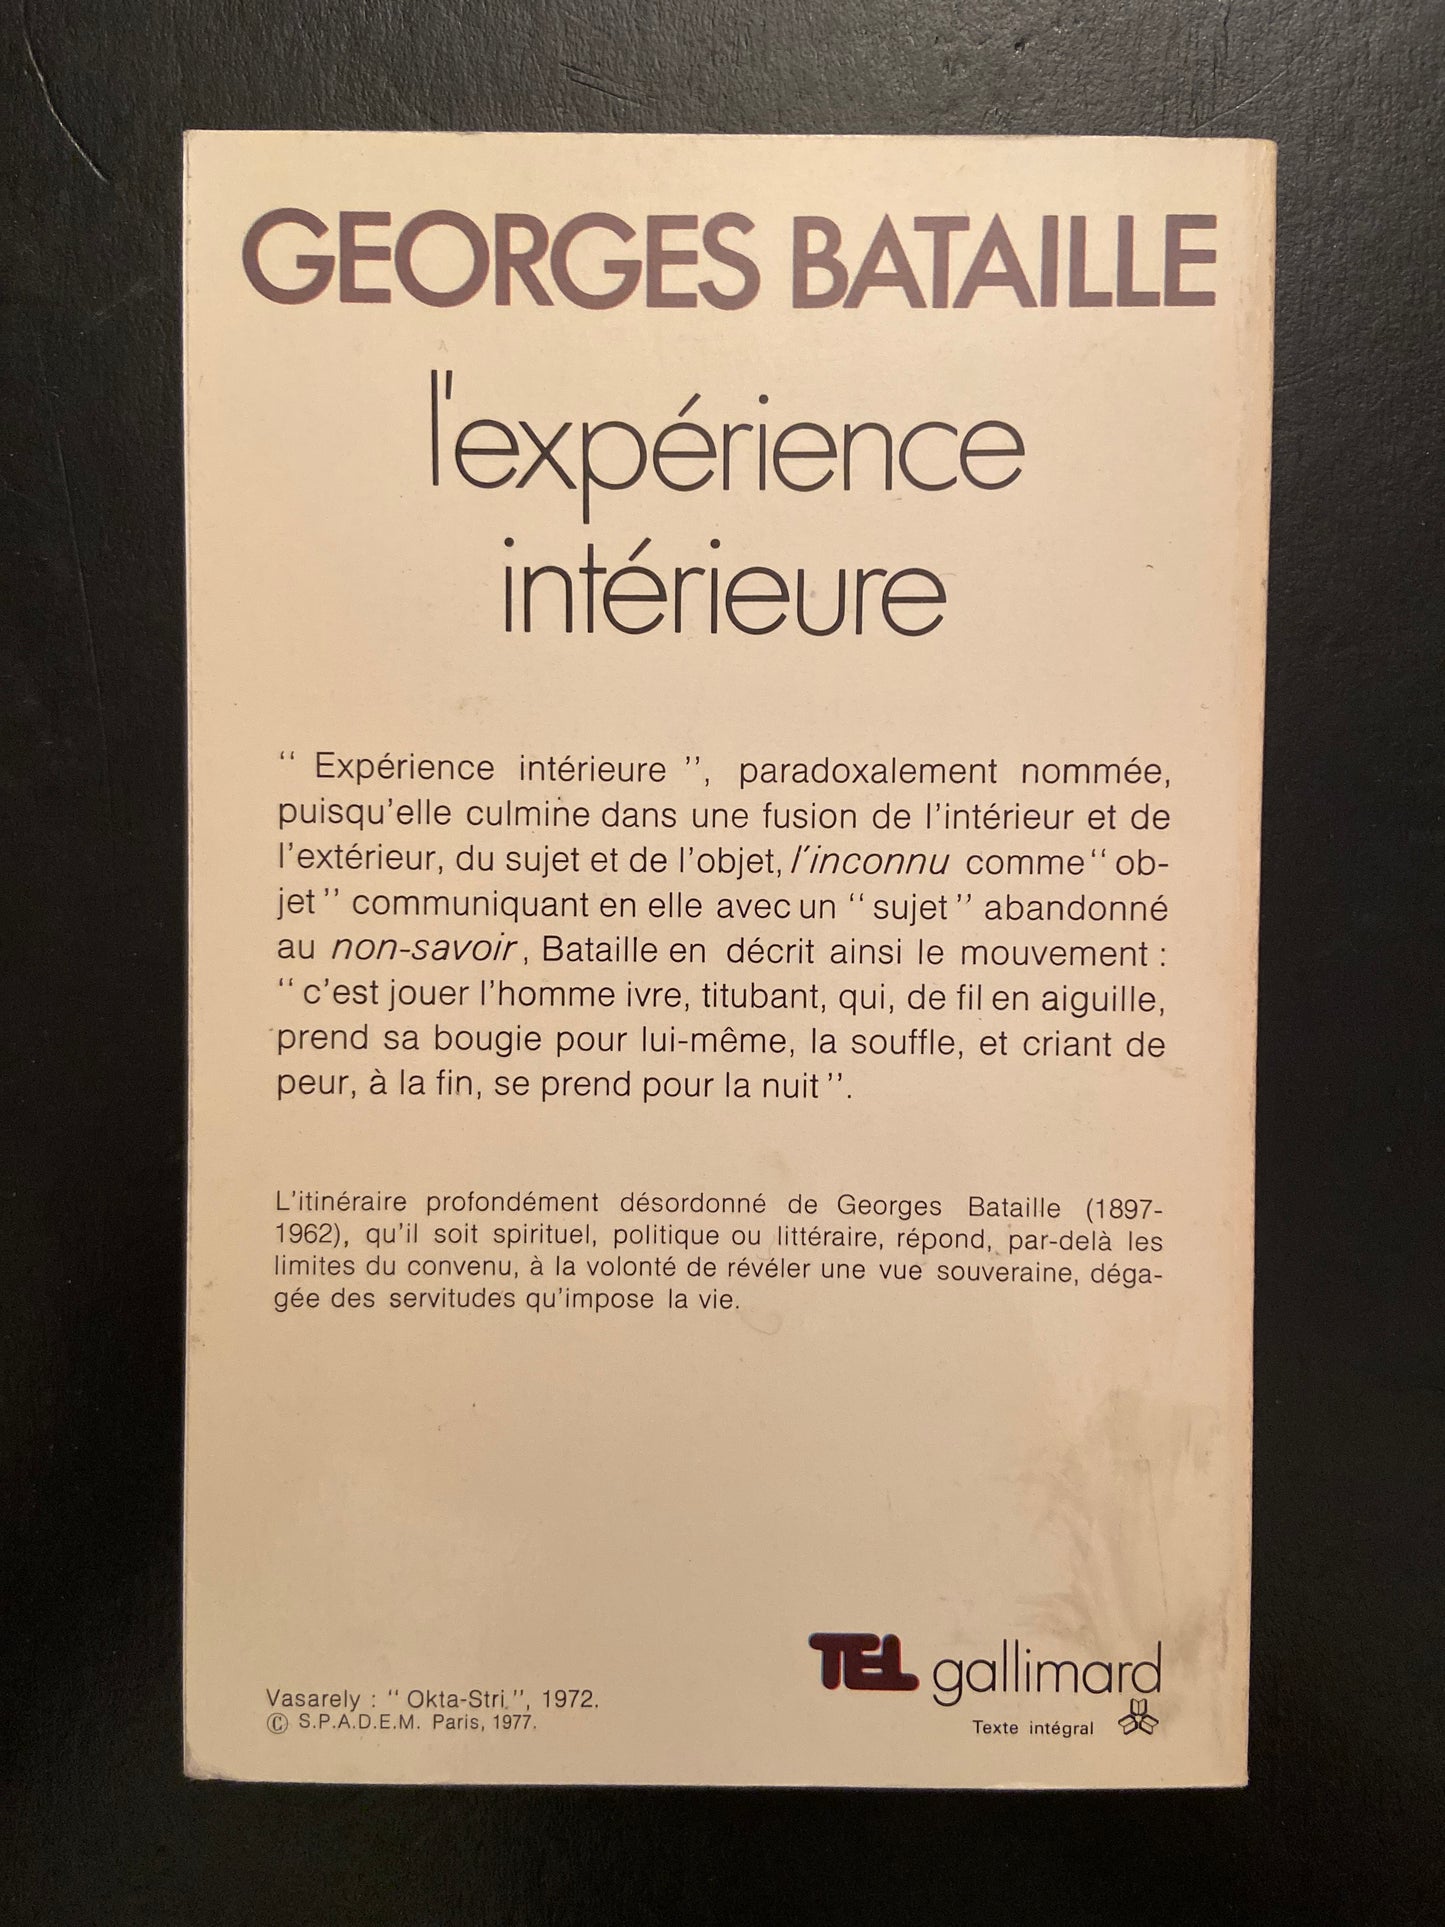 GEORGES BATAILLE
l'expérience
intérieure
“ Expérience intérieure ”, paradoxalement nommée,
puisqu’elle culmine dans une fusion de l’intérieur et de
l’extérieur, du sujet et de l’objet, l’inconnu comme “ ob-
jet ” communiquant en elle avec un “ sujet ” abandonné
au non-savoir, Bataille en décrit ainsi le mouvement :
“ c’est jouer l’homme ivre, titubant, qui, de fil en aiguille,
prend sa bougie pour lui-même, la souffle, et criant de
peur, à la fin, se prend pour la nuit ”.
L’itinéraire profondément désordonné de Georges Bataille (1897-
1962), qu’il soit spirituel, politique ou littéraire, répond, par-delà les
limites du convenu, à la volonté de révéler une vue souveraine, déga-
gée des servitudes qu’impose la vie.
TEL gallimard
Vasarely : “ Okta-Stri ”, 1972.
© S.P.A.D.E.M. Paris, 1977.
Texte intégral